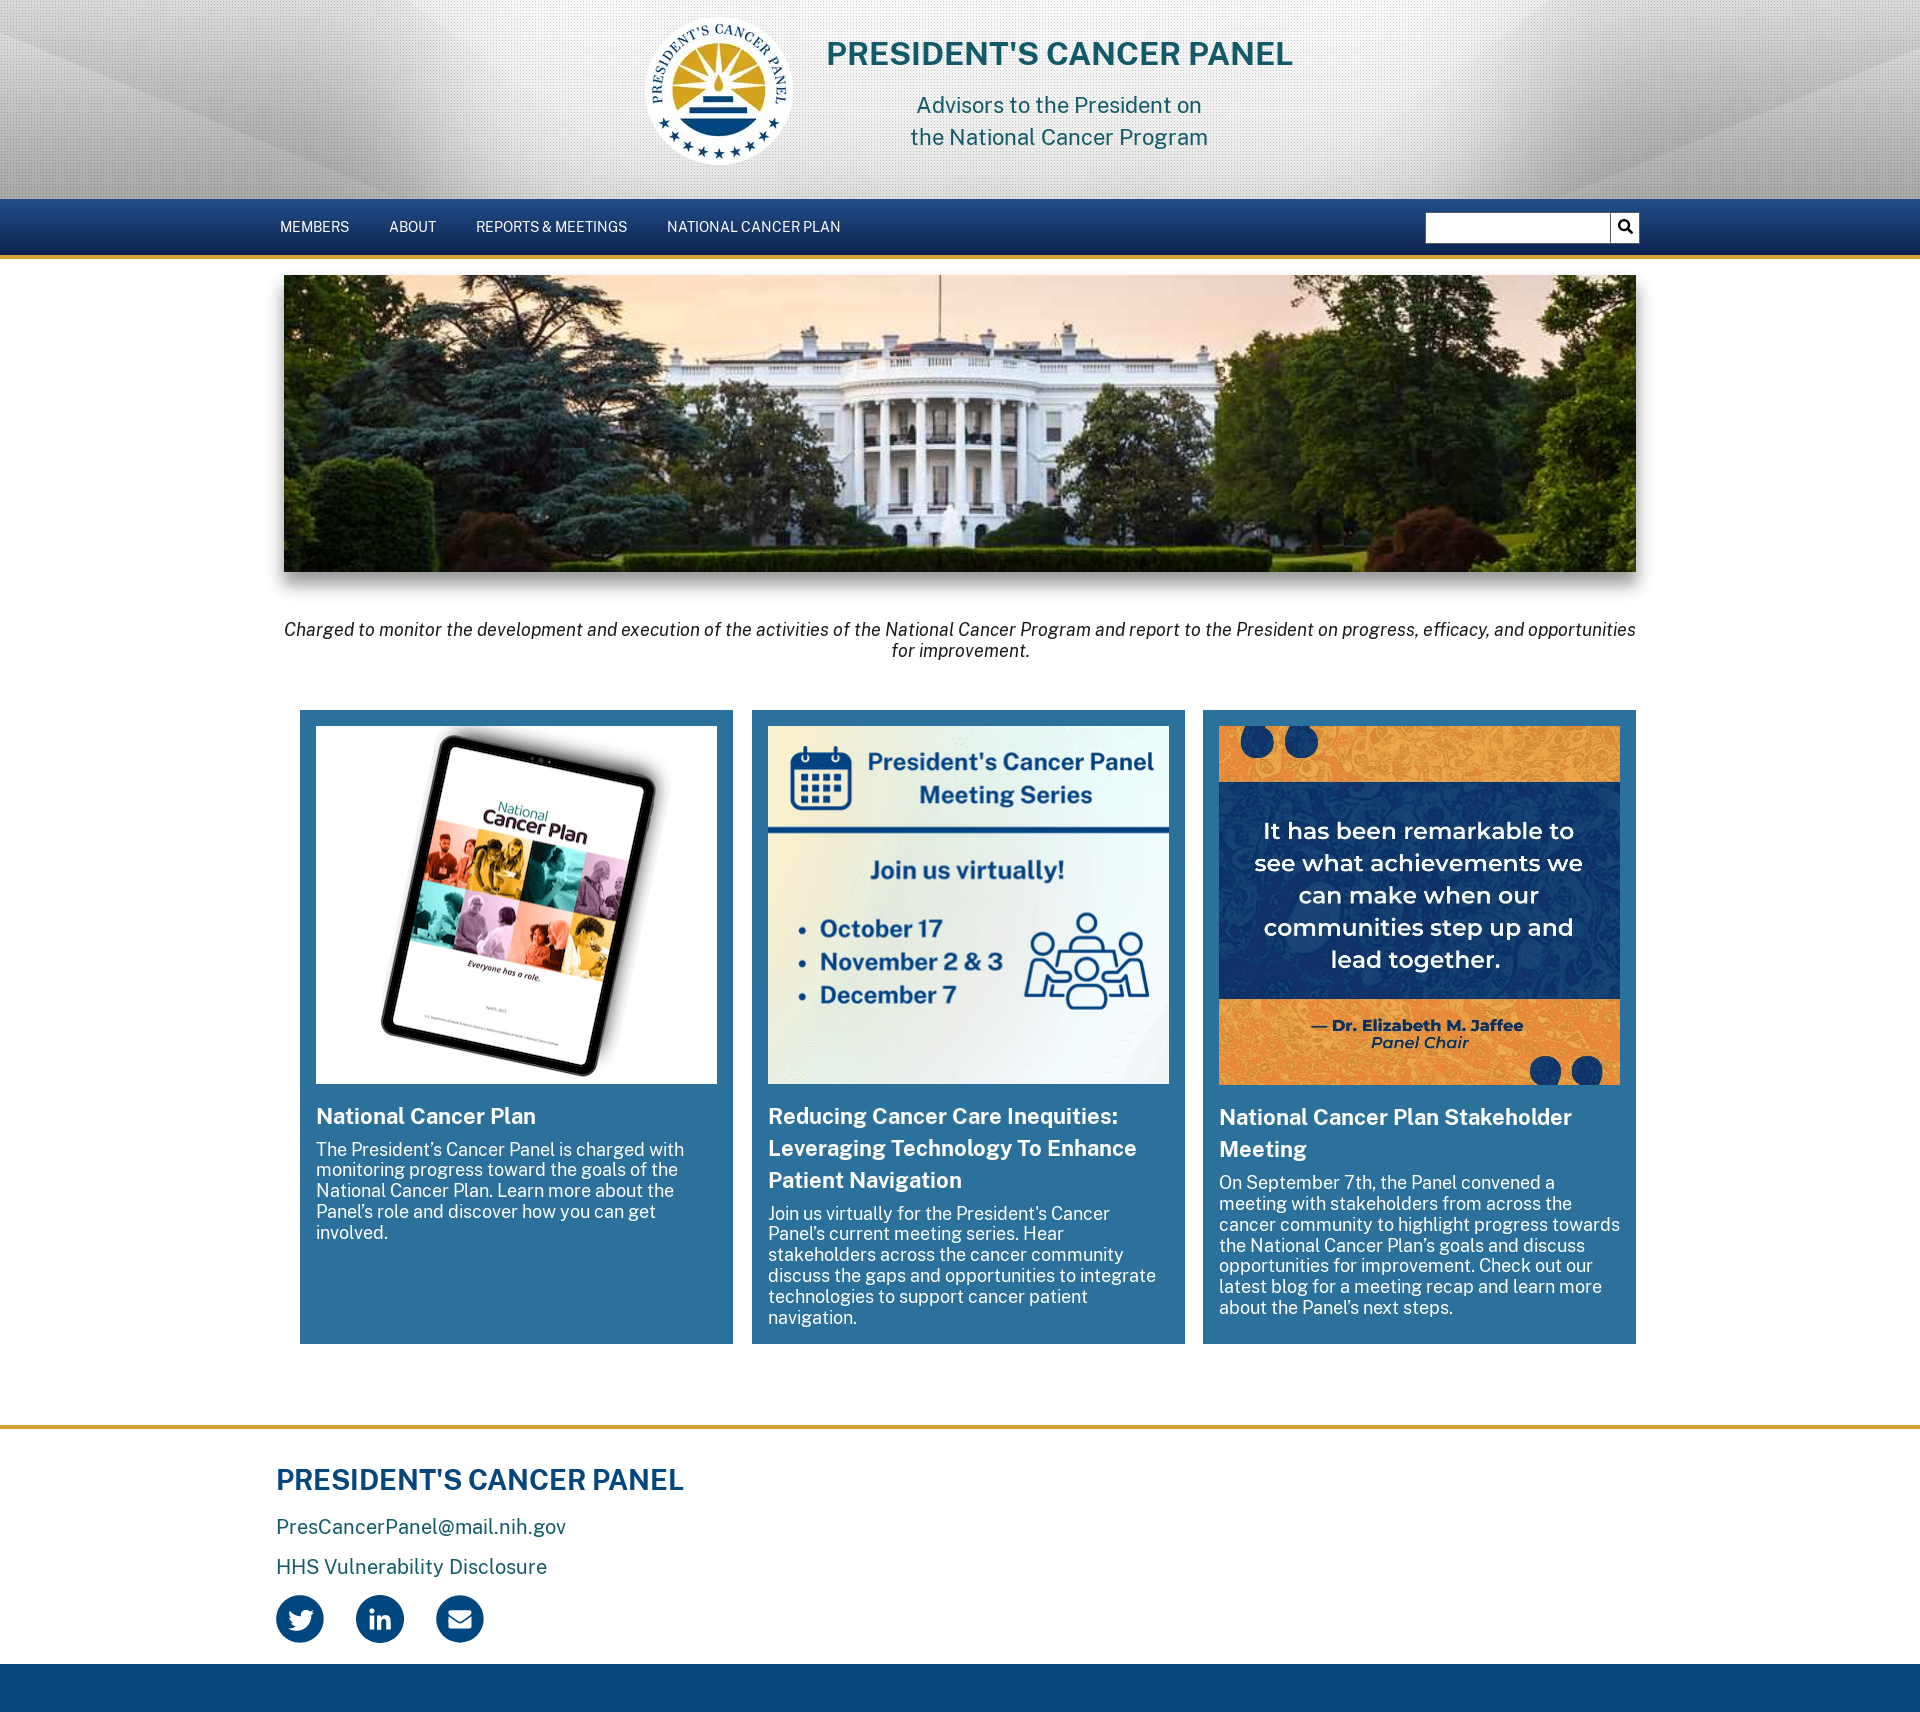 PRESIDENT'S CANCER PANEL
PRESIDENT'S CANCER PANEL
Advisors to the President on
the National Cancer Program
MEMBERS
ABOUT
REPORTS & MEETINGS
NATIONAL CANCER PLAN
Charged to monitor the development and execution of the activities of the National Cancer Program and report to the President on progress, efficacy, and opportunities
for improvement.
National
Cancer Plan
Everyone has a role.
National Cancer Plan
The President’s Cancer Panel is charged with
monitoring progress toward the goals of the
National Cancer Plan. Learn more about the
Panel’s role and discover how you can get
involved.
President's Cancer Panel
Meeting Series
Join us virtually!
• October 17
• November 2 & 3
• December 7
Reducing Cancer Care Inequities:
Leveraging Technology To Enhance
Patient Navigation
Join us virtually for the President's Cancer
Panel’s current meeting series. Hear
stakeholders across the cancer community
discuss the gaps and opportunities to integrate
technologies to support cancer patient
navigation.
It has been remarkable to
see what achievements we
can make when our
communities step up and
lead together.
— Dr. Elizabeth M. Jaffee
Panel Chair
National Cancer Plan Stakeholder
Meeting
On September 7th, the Panel convened a
meeting with stakeholders from across the
cancer community to highlight progress towards
the National Cancer Plan’s goals and discuss
opportunities for improvement. Check out our
latest blog for a meeting recap and learn more
about the Panel’s next steps.
PRESIDENT'S CANCER PANEL
PresCancerPanel@mail.nih.gov
HHS Vulnerability Disclosure
in